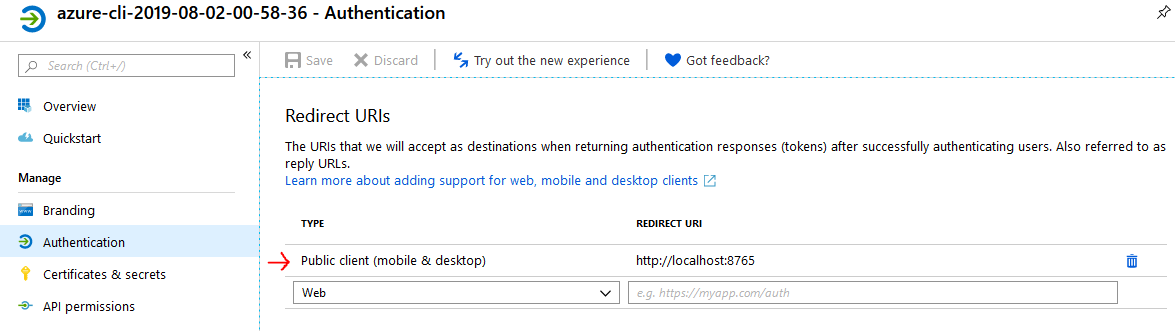 azure-cli-2019-08-02-00-58-36 - Authentication
Search (Ctrl+/)
«
Overview
Quickstart
Manage
Branding
Authentication
Certificates & secrets
API permissions
Save
Discard
Try out the new experience
Got feedback?
Redirect URIs
The URIs that we will accept as destinations when returning authentication responses (tokens) after successfully authenticating users. Also referred to as
reply URLs.
Learn more about adding support for web, mobile and desktop clients
TYPE
REDIRECT URI
Public client (mobile & desktop)
http://localhost:8765
Web
e.g. https://myapp.com/auth